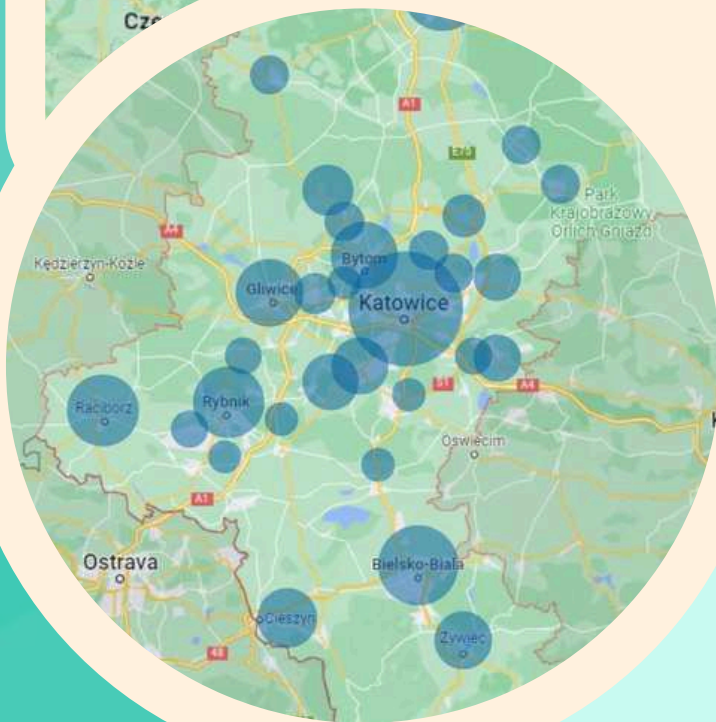 Cze
A1
E75
Park
Krajobrazowy
Orlich Gniazd
A4
Kędzierzyn-Koźle
Bytom
Gliwice
Katowice
S1
A4
Racibórz
Rybnik
Oświęcim
A1
Ostrava
Bielsko-Biała
Cieszyn
Żywiec
48